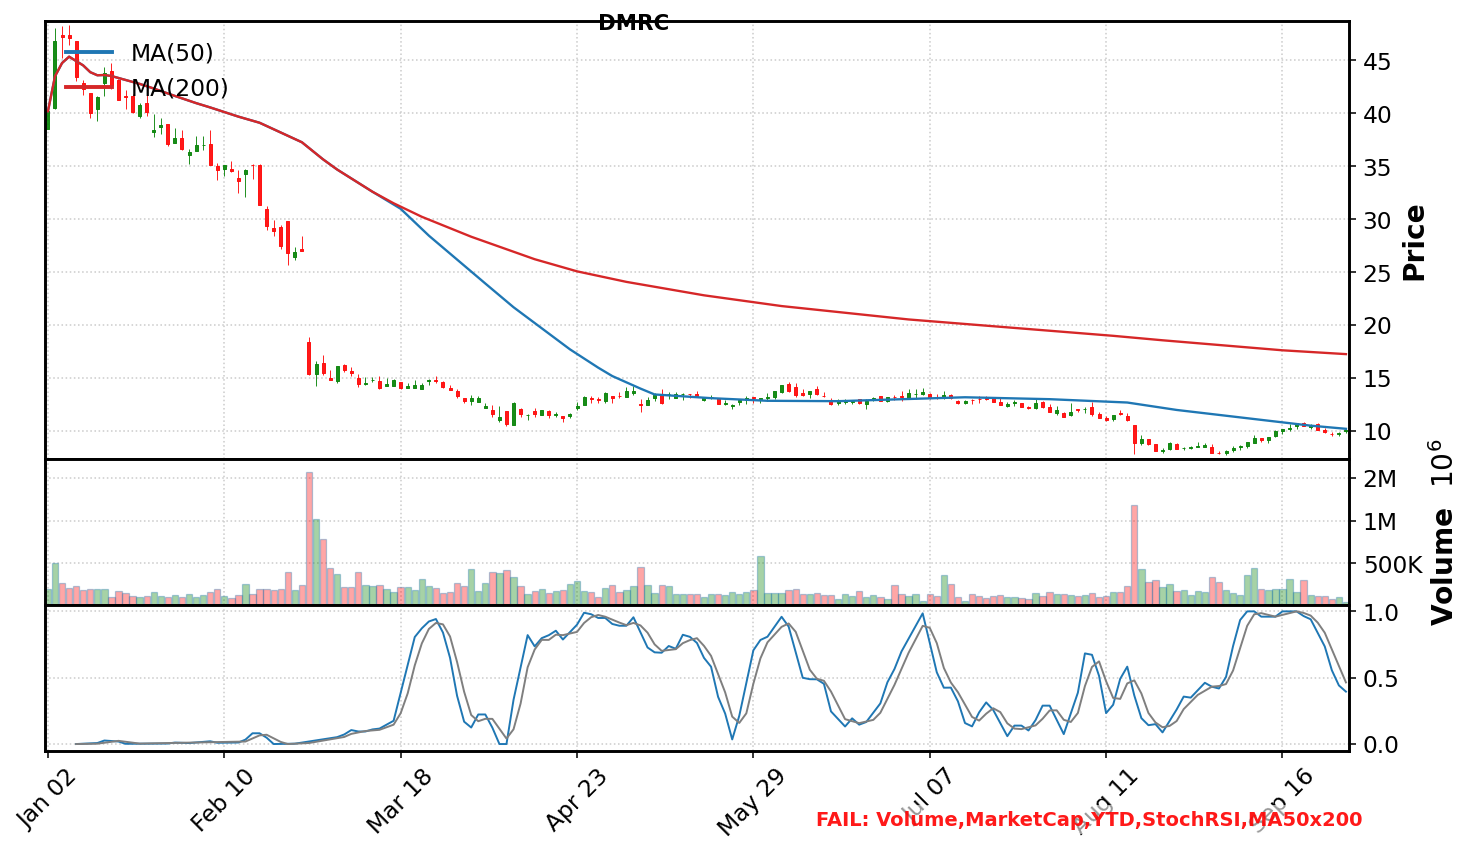 DMRC
MA(50)
MA(200)
45
40
35
30
25
20
15
10
Price
2M
1M
500K
Volume 10⁶
1.0
0.5
0.0
Jan 02
Feb 10
Mar 18
Apr 23
May 29
Jul 07
Aug 11
Sep 16
FAIL: Volume,MarketCap,YTD,StochRSI,MA50x200